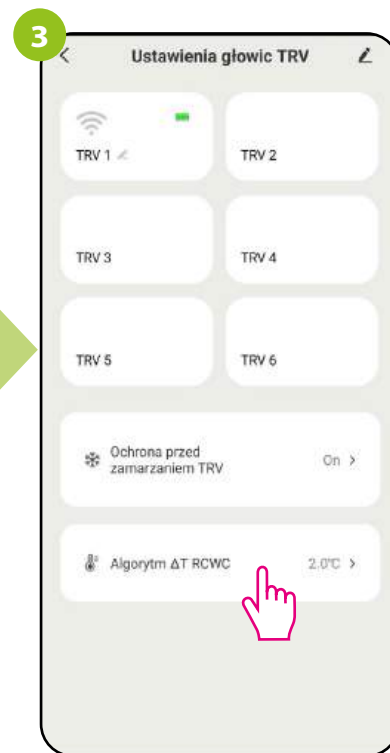 3
Ustawienia głowic TRV
TRV 1
TRV 2
TRV 3
TRV 4
TRV 5
TRV 6
Ochrona przed
zamarzaniem TRV
On >
Algorytm ΔT RCWC
2.0°C >